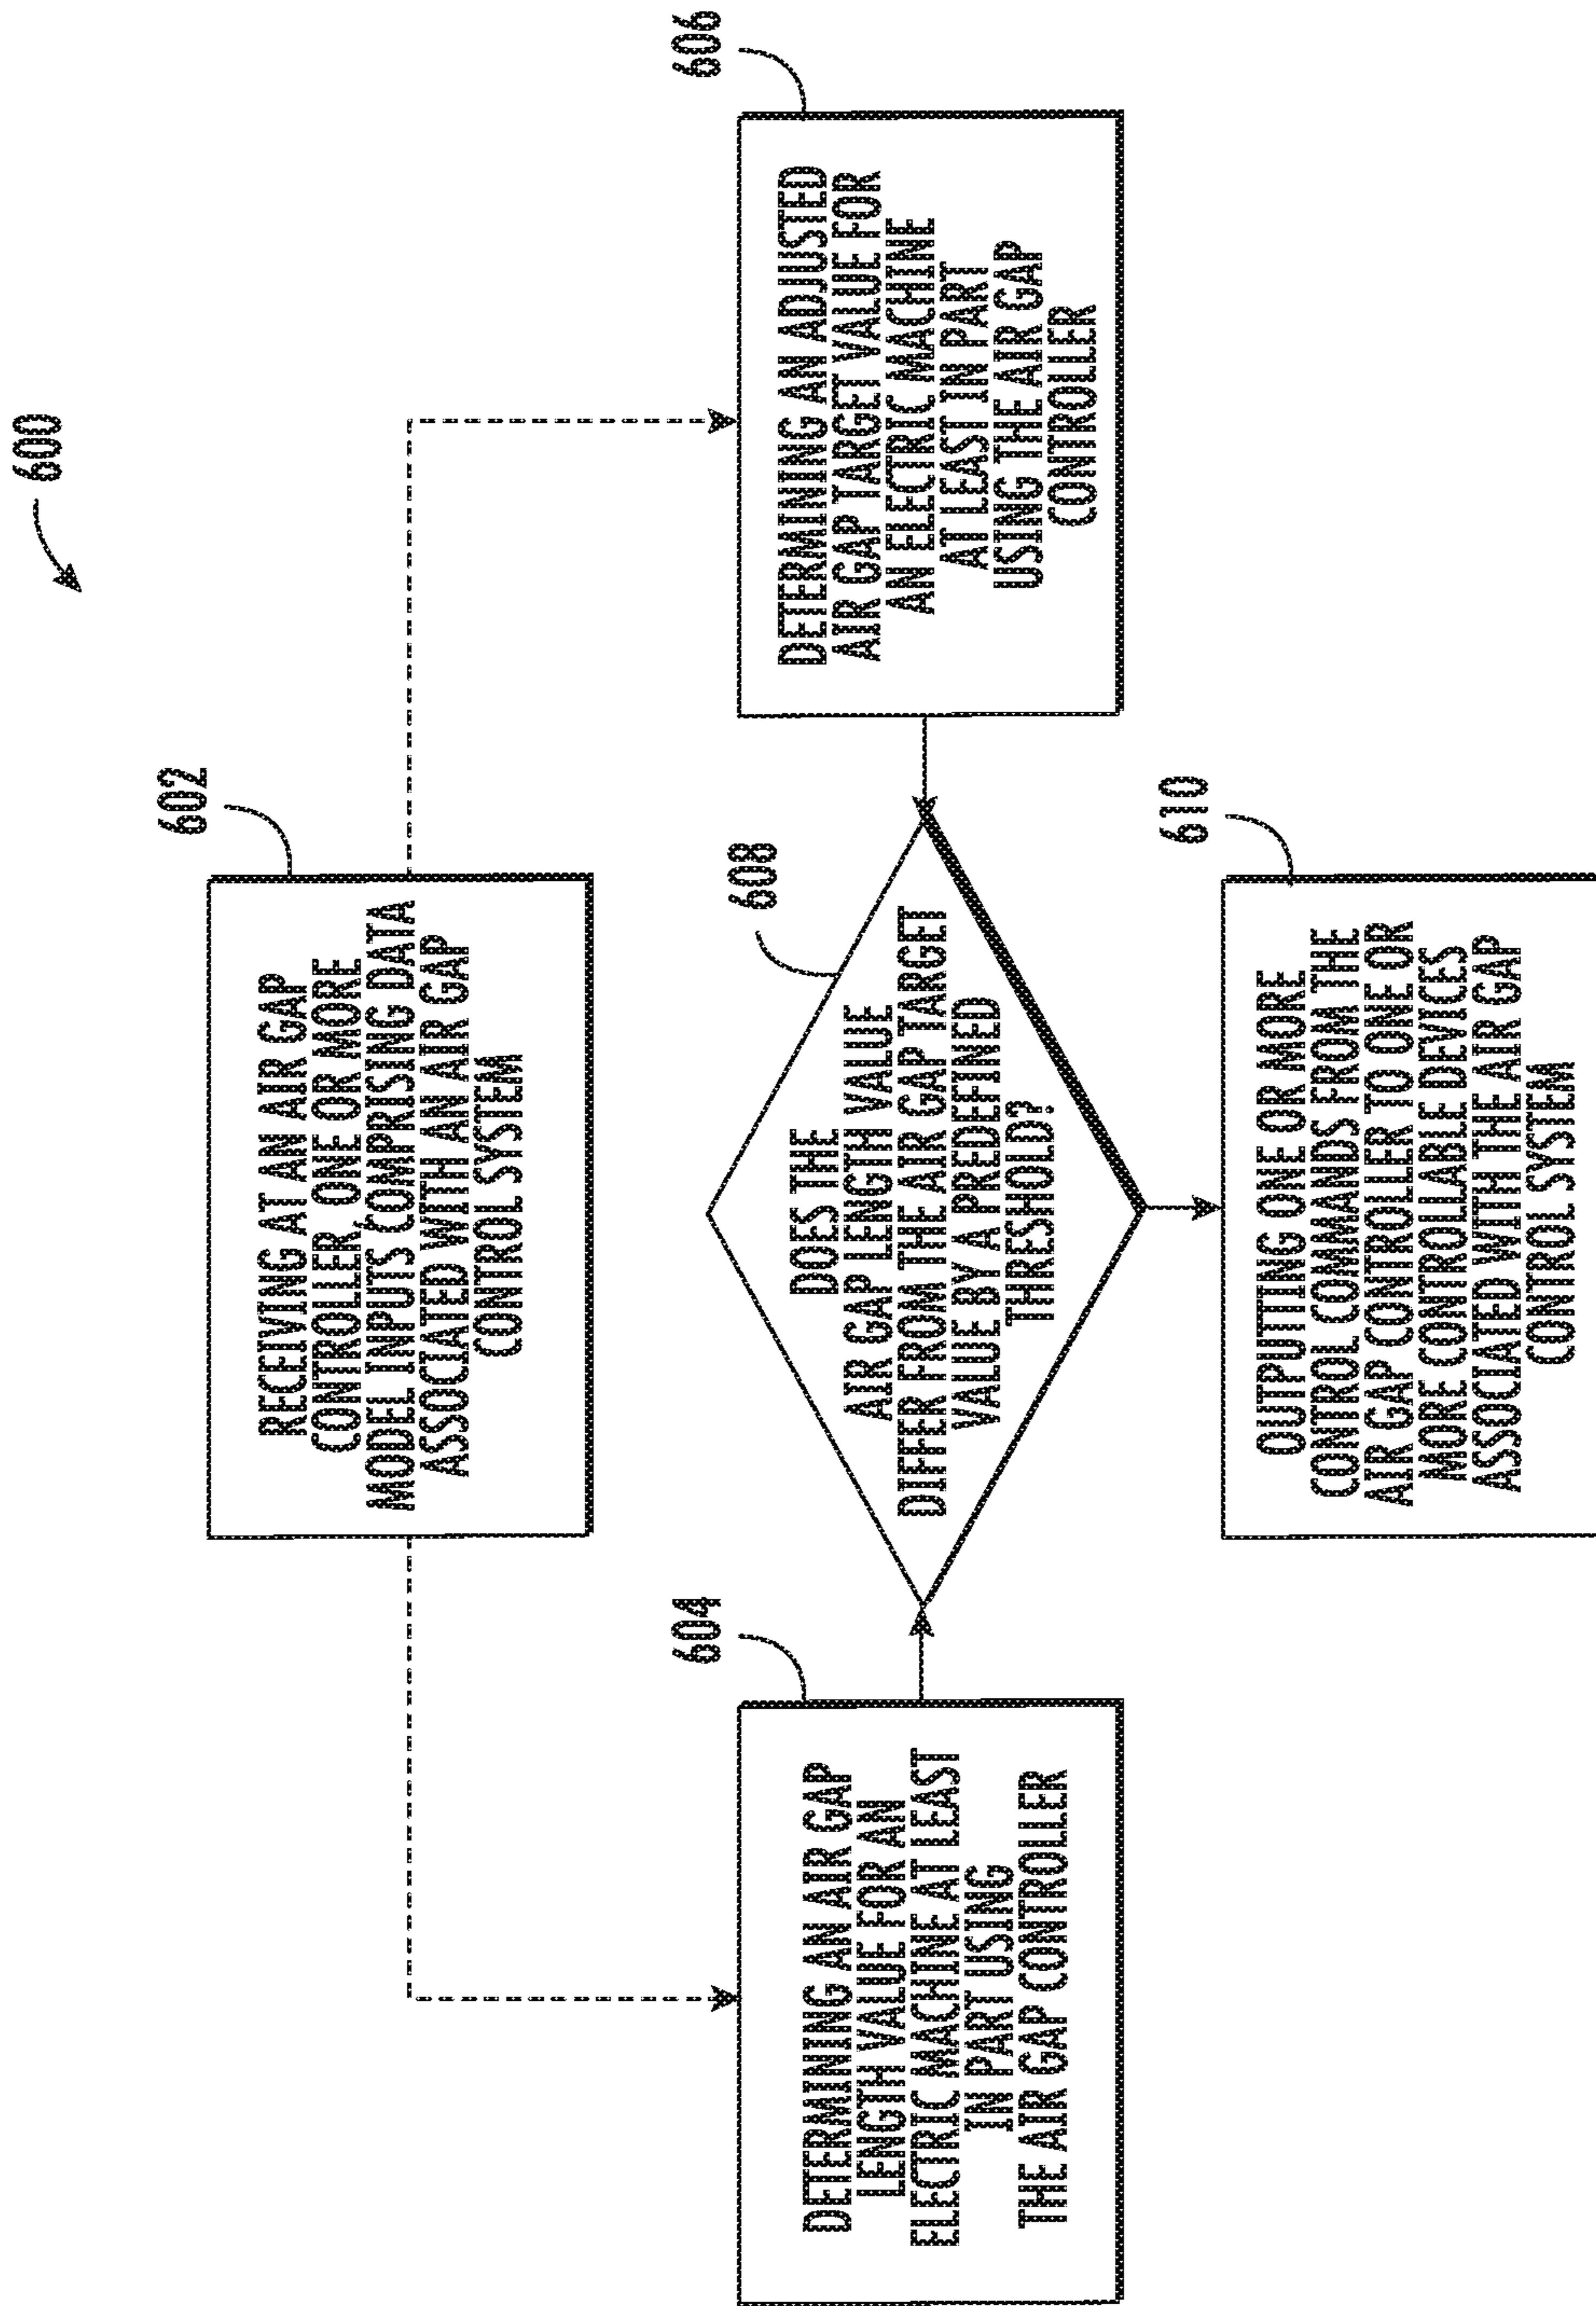 600
602
RECEIVING AT AN AIR GAP
CONTROLLER, ONE OR MORE
MODEL INPUTS COMPRISING DATA
ASSOCIATED WITH AN AIR GAP
CONTROL SYSTEM
604
DETERMINING AN AIR GAP
LENGTH VALUE FOR AN
ELECTRIC MACHINE AT LEAST
IN PART USING
THE AIR GAP CONTROLLER
608
DOES THE
AIR GAP LENGTH VALUE
DIFFER FROM THE AIR GAP TARGET
VALUE BY A PREDEFINED
THRESHOLD?
606
DETERMINING AN ADJUSTED
AIR GAP TARGET VALUE FOR
AN ELECTRIC MACHINE
AT LEAST IN PART
USING THE AIR GAP
CONTROLLER
610
OUTPUTING ONE OR MORE
CONTROL COMMANDS FROM THE
AIR GAP CONTROLLER TO ONE OR
MORE CONTROLLABLE DEVICES
ASSOCIATED WITH THE AIR GAP
CONTROL SYSTEM